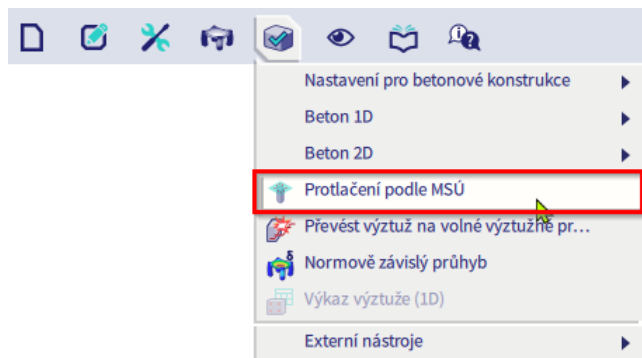 Nastavení pro betonové konstrukce
Beton 1D
Beton 2D
Protlačení podle MSÚ
Převést výztuž na volné výztužné pr...
Normově závislý průhyb
Výkaz výztuže (1D)
Externí nástroje